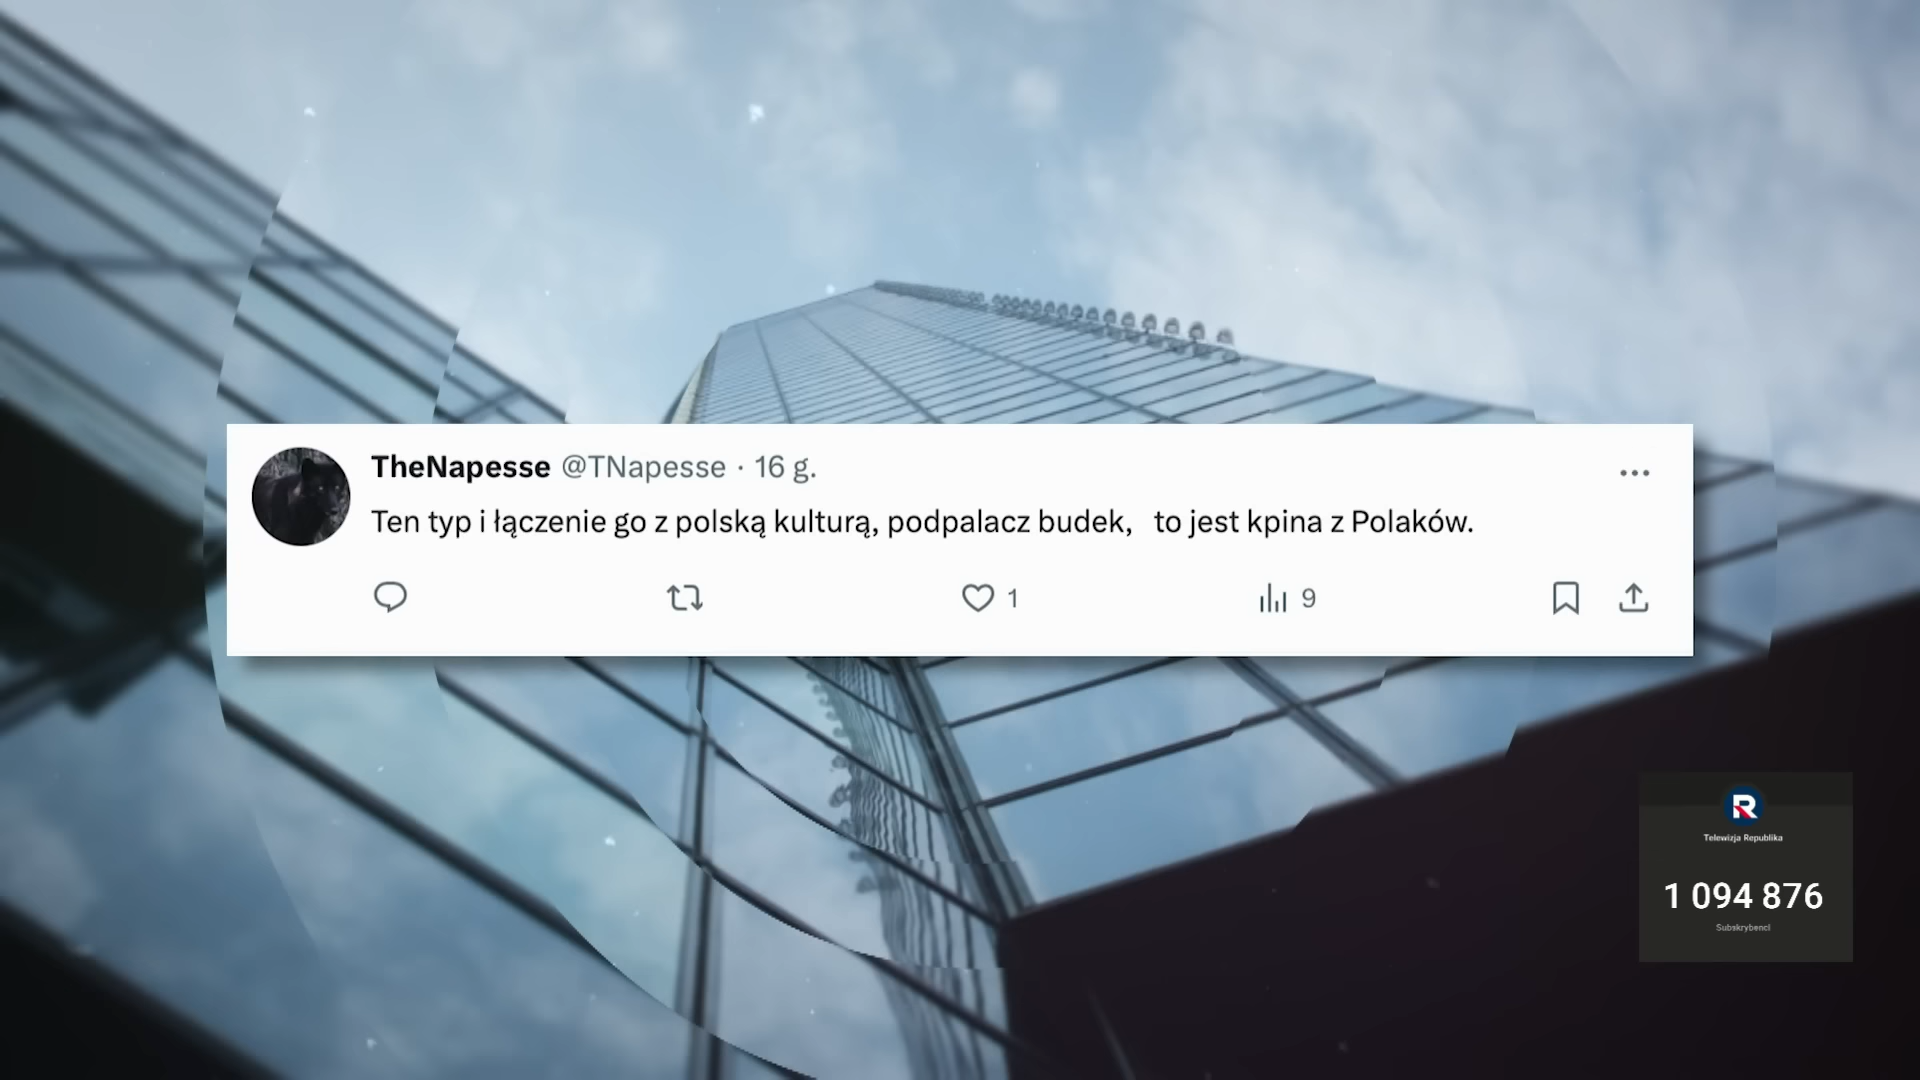 TheNapesse @TNapesse · 16 g.
Ten typ i łączenie go z polską kulturą, podpalacz budek,   to jest kpina z Polaków.
1
9
R
Telewizja Republika
1 094 876
Subskrybenci